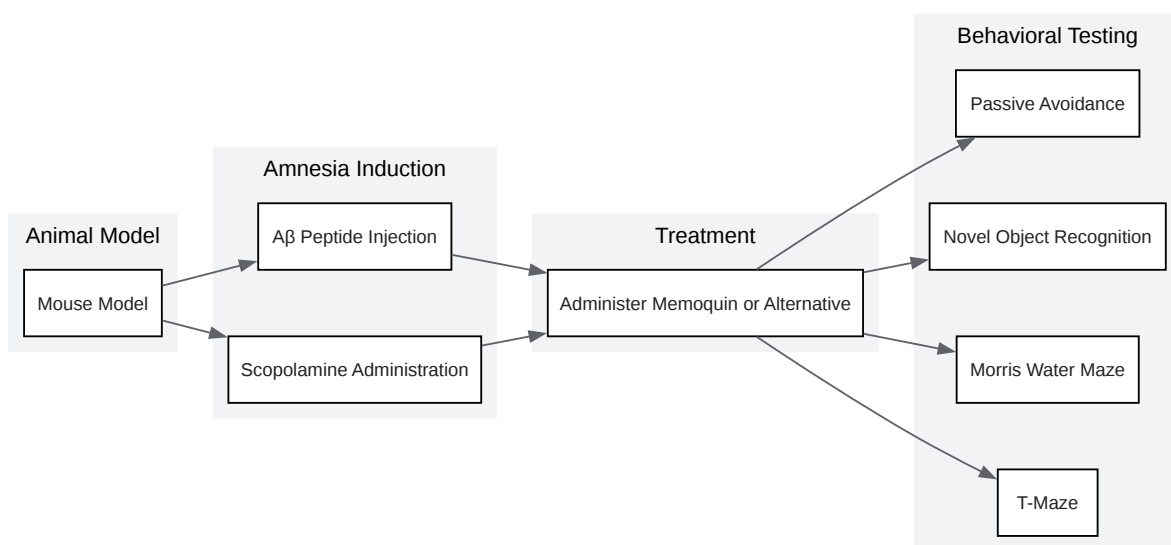 Animal Model
Mouse Model
Amnesia Induction
Aβ Peptide Injection
Scopolamine Administration
Treatment
Administer Memoquin or Alternative
Behavioral Testing
Passive Avoidance
Novel Object Recognition
Morris Water Maze
T-Maze